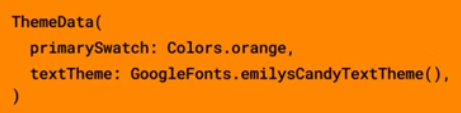 ThemeData(
  primarySwatch: Colors.orange,
  textTheme: GoogleFonts.emilysCandyTextTheme(),
)